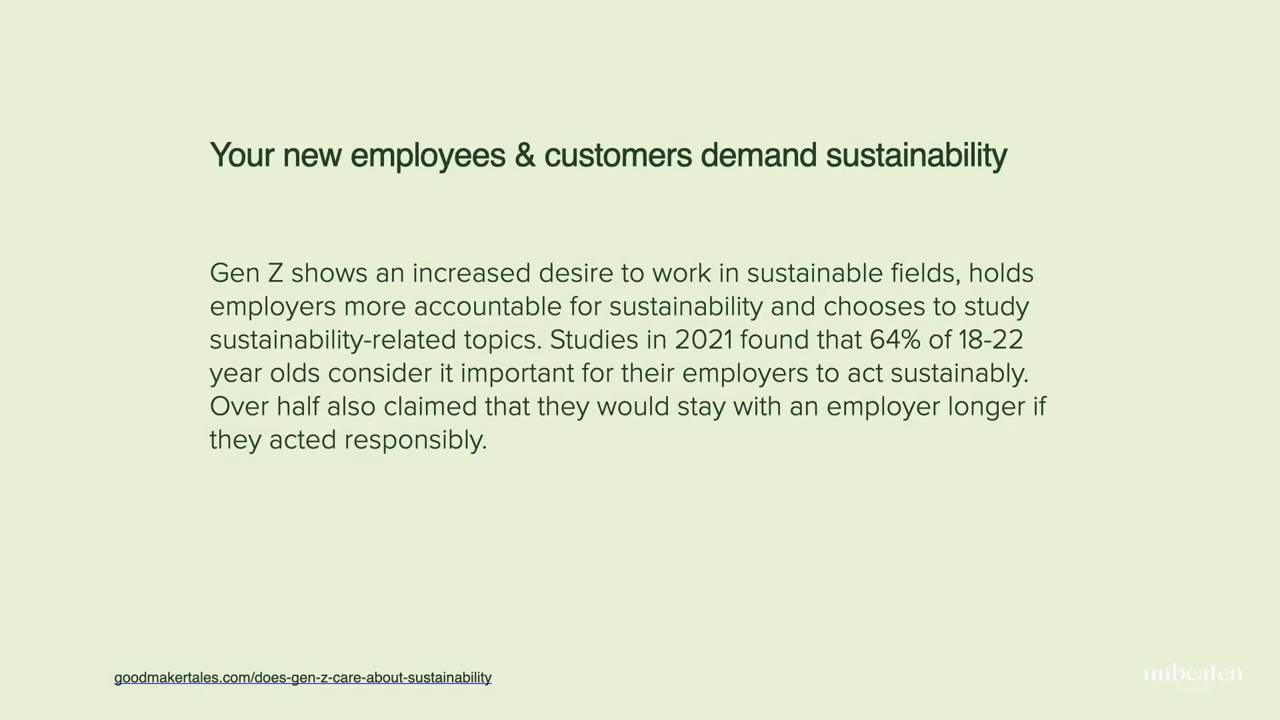 Your new employees & customers demand sustainability
Gen Z shows an increased desire to work in sustainable fields, holds
employers more accountable for sustainability and chooses to study
sustainability-related topics. Studies in 2021 found that 64% of 18-22
year olds consider it important for their employers to act sustainably.
Over half also claimed that they would stay with an employer longer if
they acted responsibly.
goodmakertales.com/does-gen-z-care-about-sustainability
unbeaten